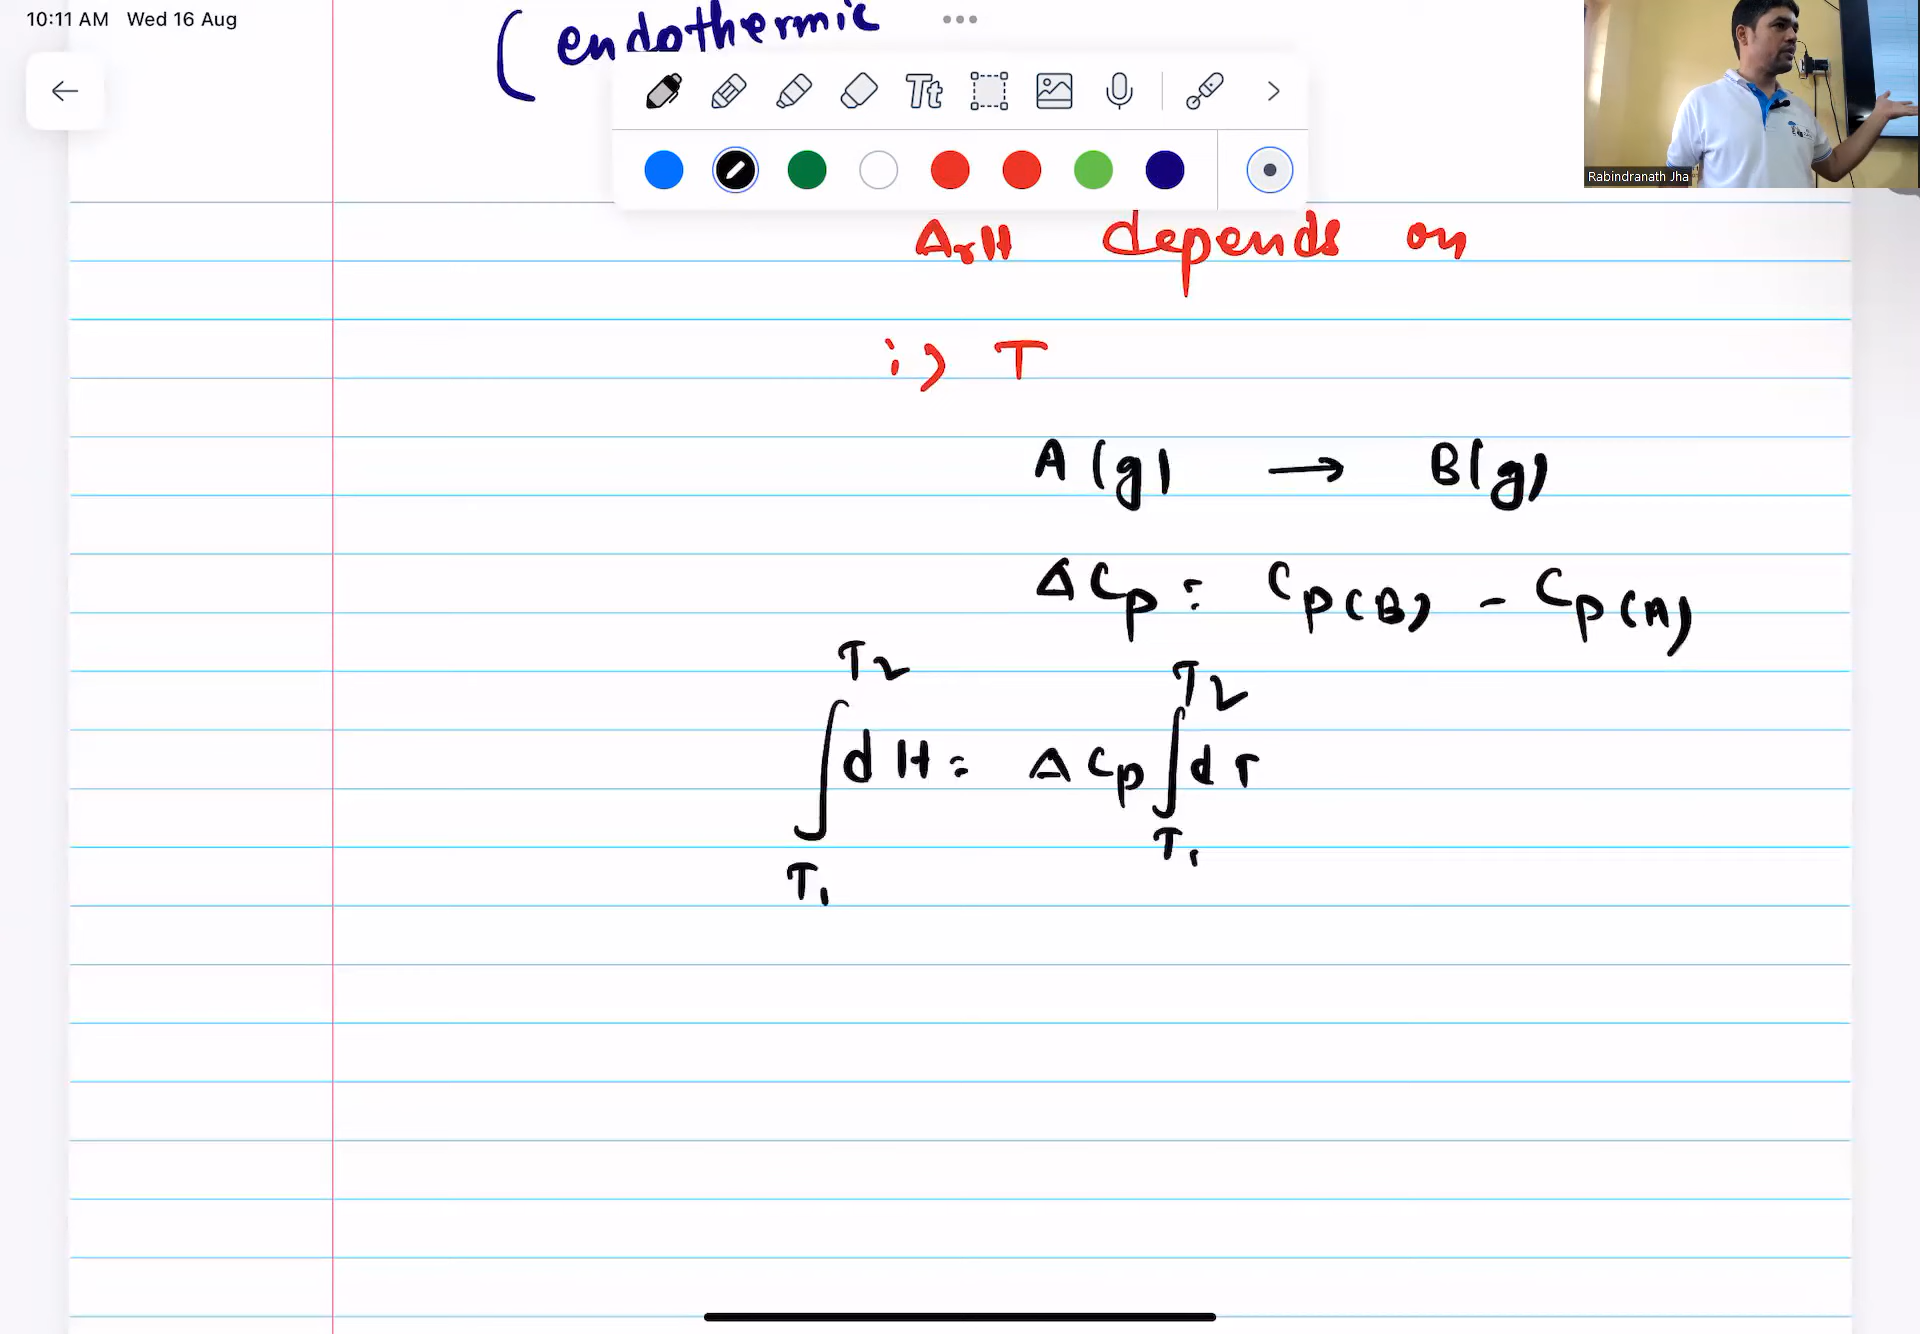 10:11 AM Wed 16 Aug
(endothermic
Tt
Rabindranath Jha
ΔrH depends on
i) T
A(g) → B(g)
ΔCp = Cp(B) - Cp(A)
T2 T2
∫dH = ΔCp ∫dT
T1 T1